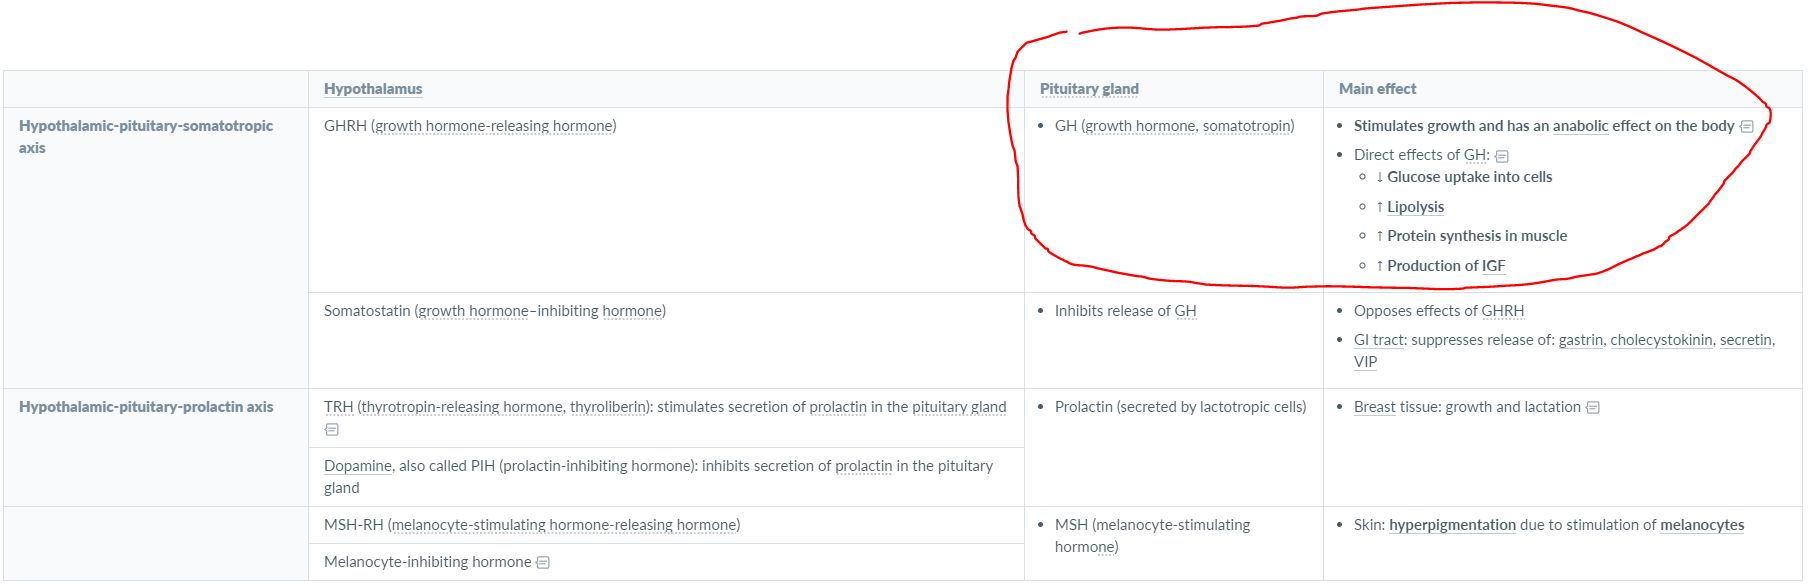 Hypothalamus
Pituitary gland
Main effect
Hypothalamic-pituitary-somatotropic
axis
GHRH (growth hormone-releasing hormone)
• GH (growth hormone, somatotropin)
• Stimulates growth and has an anabolic effect on the body
• Direct effects of GH:
◦ ↓ Glucose uptake into cells
◦ ↑ Lipolysis
◦ ↑ Protein synthesis in muscle
◦ ↑ Production of IGF
Somatostatin (growth hormone–inhibiting hormone)
• Inhibits release of GH
• Opposes effects of GHRH
• GI tract: suppresses release of: gastrin, cholecystokinin, secretin,
VIP
Hypothalamic-pituitary-prolactin axis
TRH (thyrotropin-releasing hormone, thyroliberin): stimulates secretion of prolactin in the pituitary gland
Dopamine, also called PIH (prolactin-inhibiting hormone): inhibits secretion of prolactin in the pituitary
gland
• Prolactin (secreted by lactotropic cells)
• Breast tissue: growth and lactation
MSH-RH (melanocyte-stimulating hormone-releasing hormone)
Melanocyte-inhibiting hormone
• MSH (melanocyte-stimulating
hormone)
• Skin: hyperpigmentation due to stimulation of melanocytes